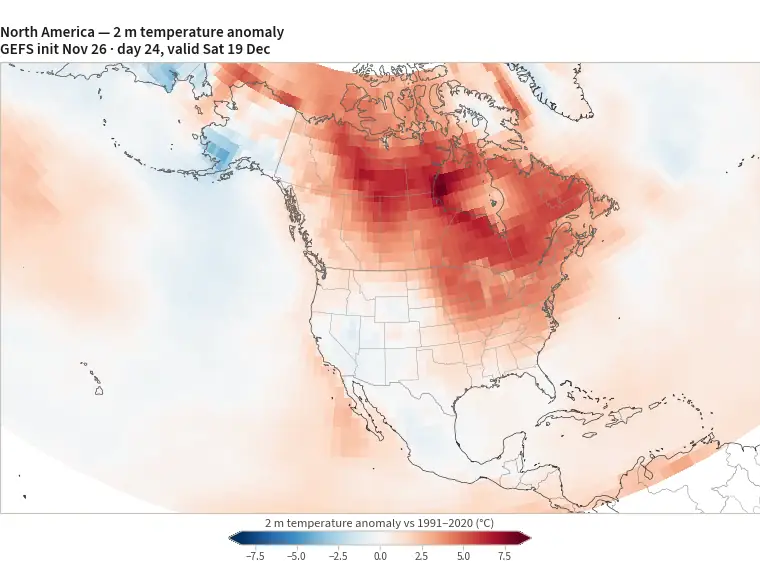 North America — 2 m temperature anomaly
GEFS init Nov 26 · day 24, valid Sat 19 Dec
2 m temperature anomaly vs 1991–2020 (°C)
−7.5 −5.0 −2.5 0.0 2.5 5.0 7.5